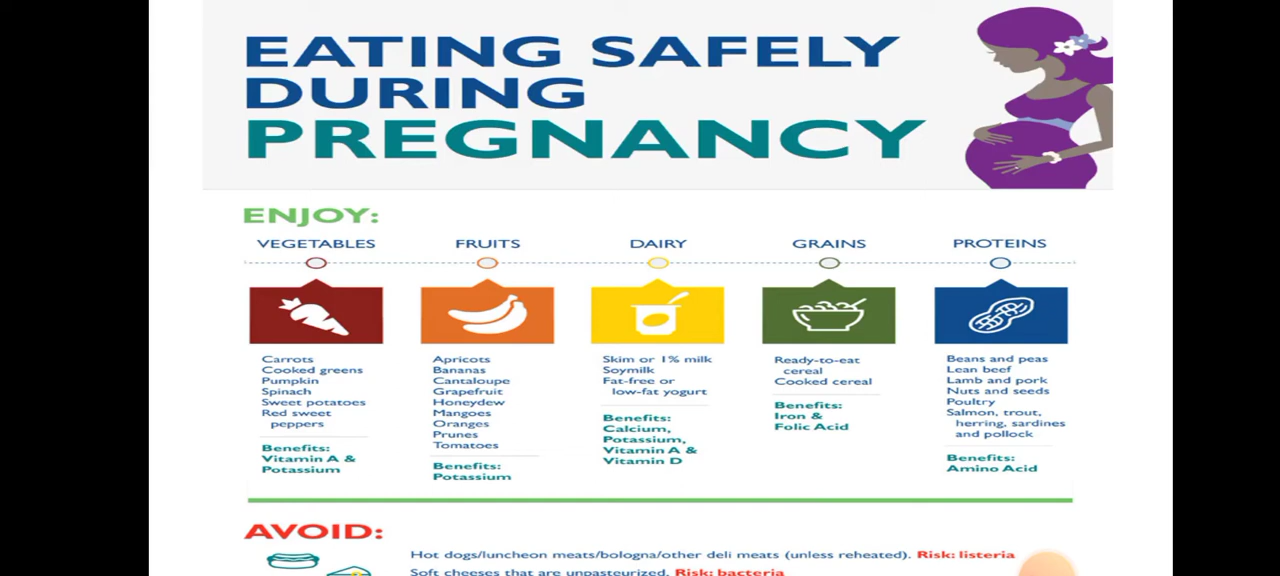 EATING SAFELY
DURING
PREGNANCY
ENJOY:
VEGETABLES
Carrots
Cooked greens
Pumpkin
Spinach
Sweet potatoes
Red sweet
peppers
Benefits:
Vitamin A &
Potassium
FRUITS
Apricots
Bananas
Cantaloupe
Grapefruit
Honeydew
Mangoes
Oranges
Prunes
Tomatoes
Benefits:
Potassium
DAIRY
Skim or 1% milk
Soymilk
Fat-free or
low-fat yogurt
Benefits:
Calcium,
Potassium,
Vitamin A &
Vitamin D
GRAINS
Ready-to-eat
cereal
Cooked cereal
Benefits:
Iron &
Folic Acid
PROTEINS
Beans and peas
Lean beef
Lamb and pork
Nuts and seeds
Poultry
Salmon, trout,
herring, sardines
and pollock
Benefits:
Amino Acid
AVOID:
Hot dogs/luncheon meats/bologna/other deli meats (unless reheated). Risk: listeria
Soft cheeses that are unpasteurized. Risk: bacteria